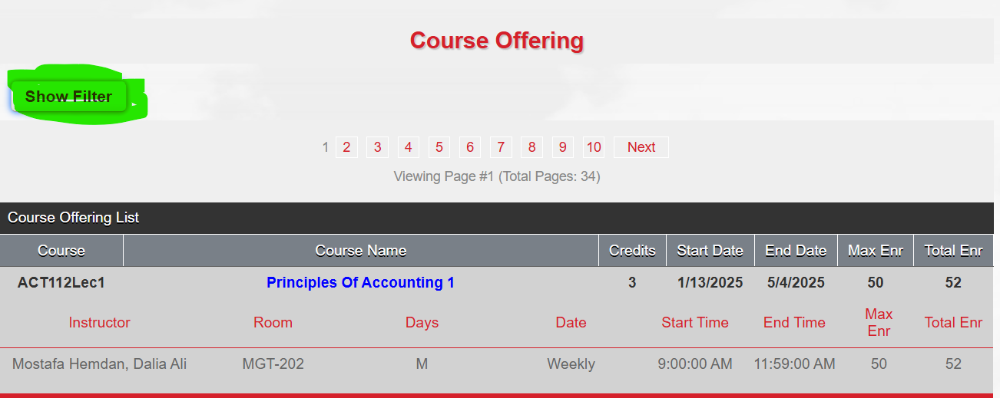 Course Offering
Show Filter
1 2 3 4 5 6 7 8 9 10 Next
Viewing Page #1 (Total Pages: 34)
Course Offering List
Course Course Name Credits Start Date End Date Max Enr Total Enr
ACT112Lec1 Principles Of Accounting 1 3 1/13/2025 5/4/2025 50 52
Instructor Room Days Date Start Time End Time Max Enr Total Enr
Mostafa Hemdan, Dalia Ali MGT-202 M Weekly 9:00:00 AM 11:59:00 AM 50 52